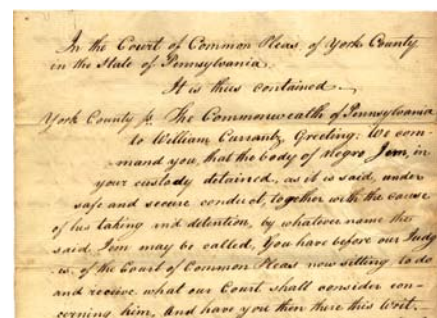 In the Court of Common Pleas, of York County
in the State of Pennsylvania
It is thus contained.
York County ss. The Commonwealth of Pennsylvania
to William Currantz, Greeting: We com-
mand you, that the body of negro Jem, in
your custody detained, as it is said, under
safe and secure conduct, together with the cause
of his taking and detention, by whatever name the
said Jem may be called, You have before our Judg
es, of the Court of Common Pleas now sitting to do
and receive what our Court shall consider con-
cerning him, And have you then there this Writ.